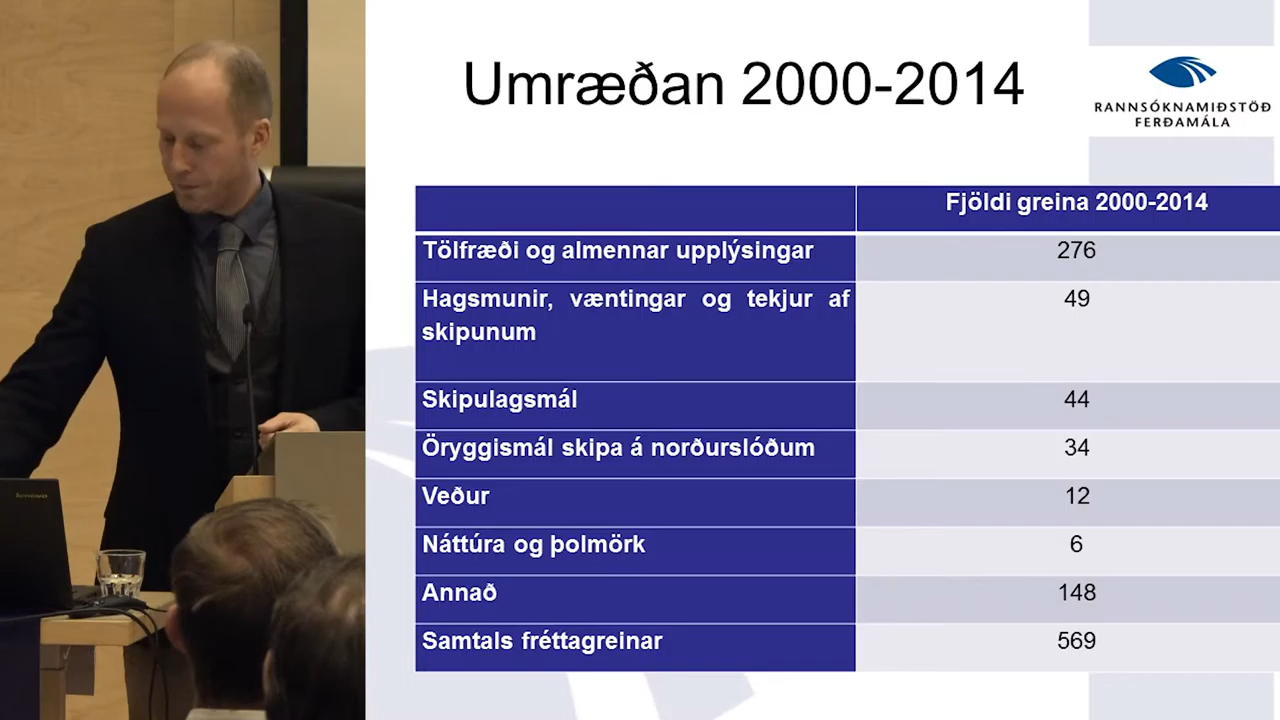 Umræðan 2000-2014
RANNSÓKNAMIÐSTÖÐ
FERÐAMÁLA
Fjöldi greina 2000-2014
Tölfræði og almennar upplýsingar 276
Hagsmunir, væntingar og tekjur af 49
skipunum
Skipulagsmál 44
Öryggismál skipa á norðurslóðum 34
Veður 12
Náttúra og þolmörk 6
Annað 148
Samtals fréttagreinar 569